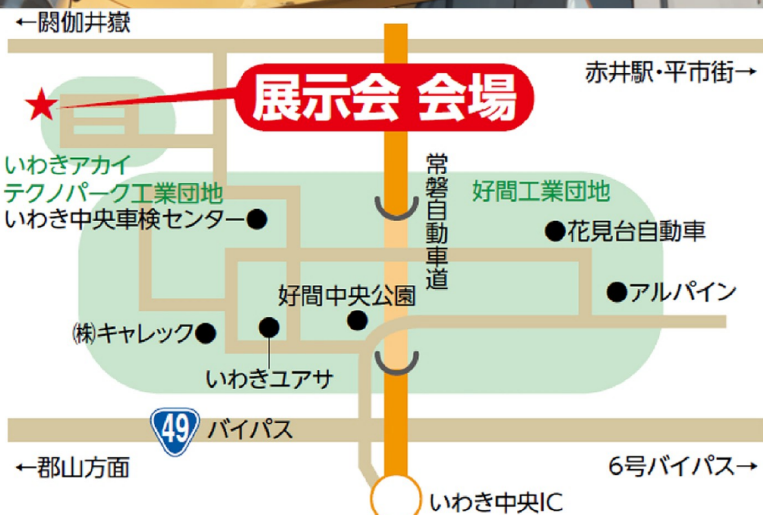 ←閼伽井嶽
赤井駅・平市街→
展示会 会場
いわきアカイ
テクノパーク工業団地
いわき中央車検センター
常磐自動車道
好間工業団地
花見台自動車
アルパイン
好間中央公園
㈱キャレック
いわきユアサ
49 バイパス
←郡山方面
6号バイパス→
いわき中央IC